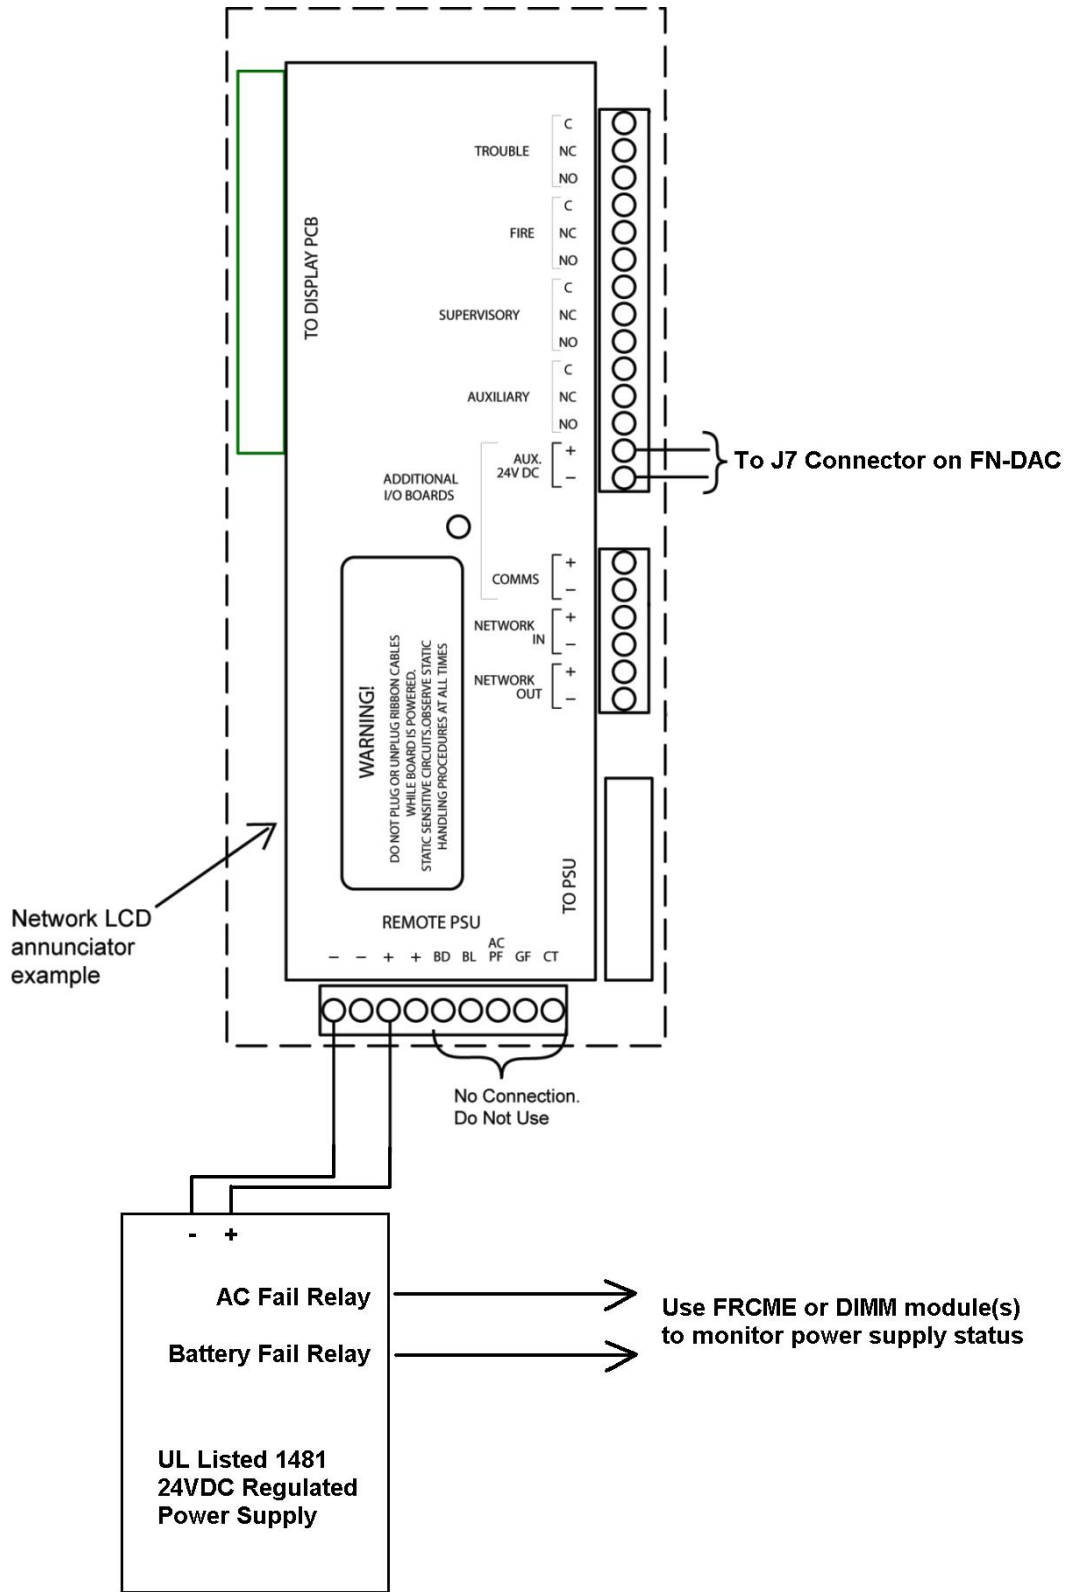 TO DISPLAY PCB
TROUBLE
C
NC
NO
FIRE
C
NC
NO
SUPERVISORY
C
NC
NO
AUXILIARY
C
NC
NO
AUX.
24V DC
+
–
To J7 Connector on FN-DAC
ADDITIONAL
I/O BOARDS
COMMS
+
–
NETWORK
IN
+
–
NETWORK
OUT
+
–
WARNING!
DO NOT PLUG OR UNPLUG RIBBON CABLES
WHILE BOARD IS POWERED.
STATIC SENSITIVE CIRCUITS.OBSERVE STATIC
HANDLING PROCEDURES AT ALL TIMES
TO PSU
Network LCD
annunciator
example
REMOTE PSU
– – + + BD BL AC PF GF CT
No Connection.
Do Not Use
- +
AC Fail Relay
Battery Fail Relay
Use FRCME or DIMM module(s)
to monitor power supply status
UL Listed 1481
24VDC Regulated
Power Supply